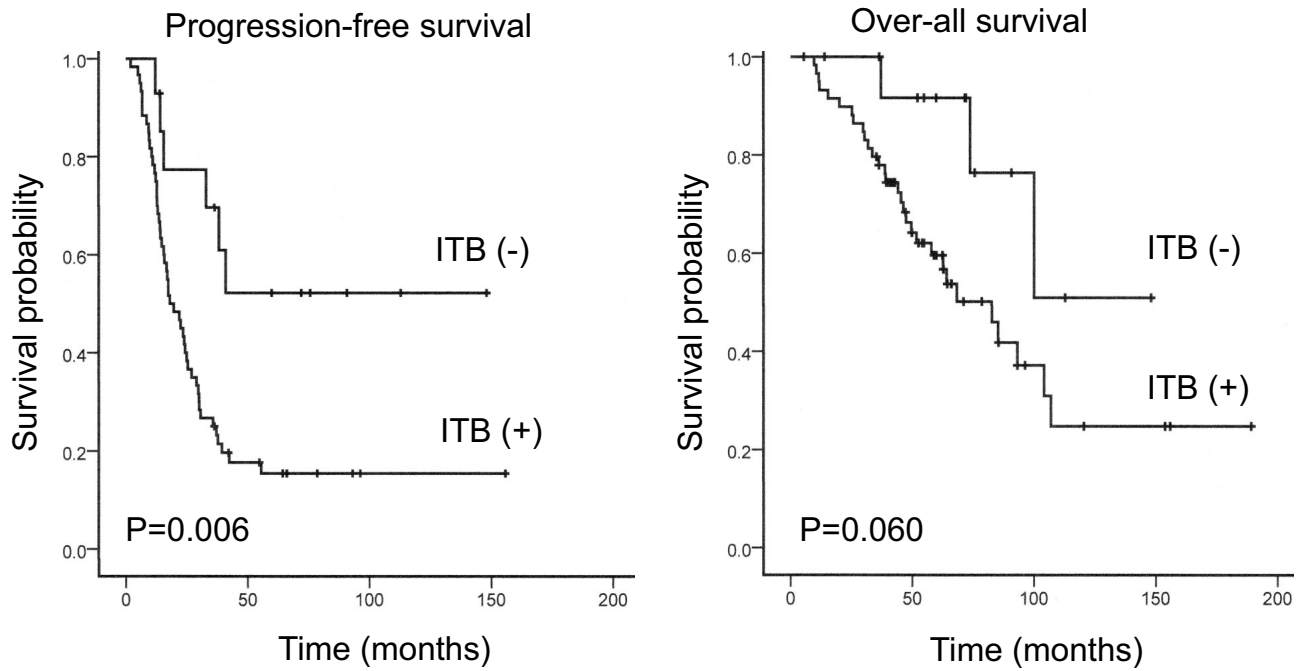 Progression-free survival
Survival probability
1.0
0.8
0.6
0.4
0.2
0.0
ITB (-)
ITB (+)
P=0.006
0 50 100 150 200
Time (months)
Over-all survival
Survival probability
1.0
0.8
0.6
0.4
0.2
0.0
ITB (-)
ITB (+)
P=0.060
0 50 100 150 200
Time (months)